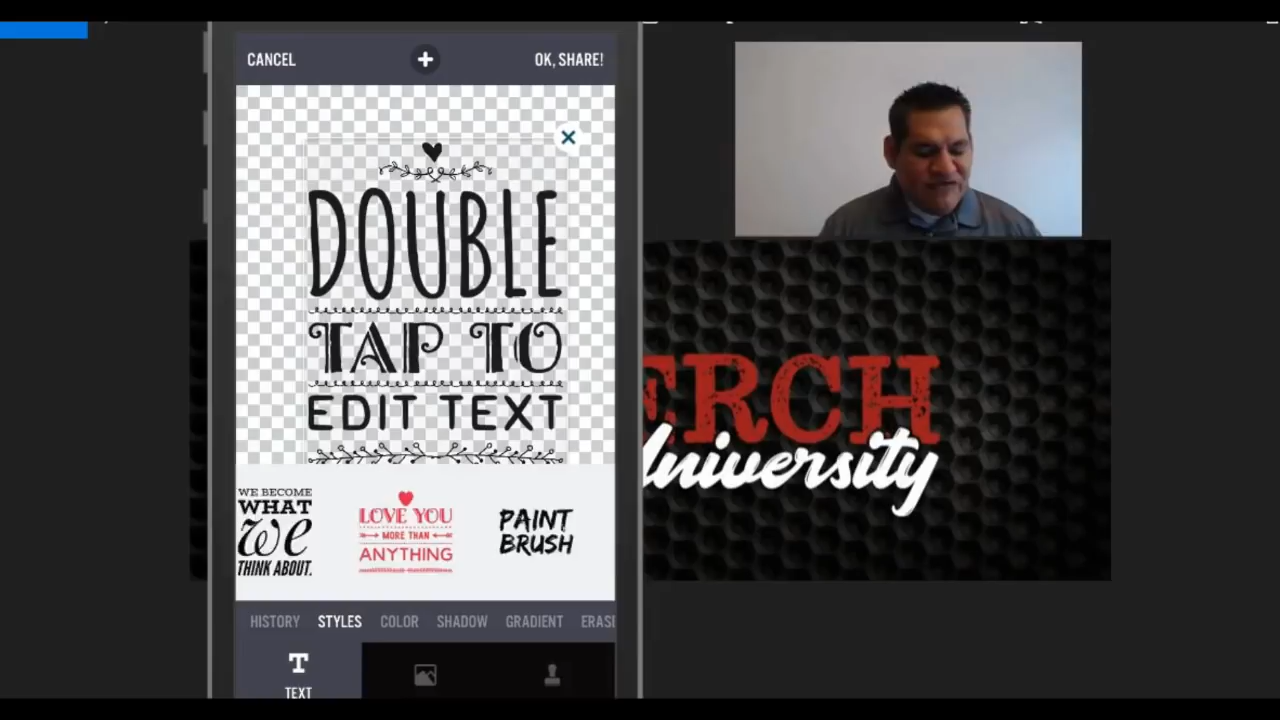 CANCEL
OK, SHARE!
DOUBLE
TAP TO
EDIT TEXT
WE BECOME
WHAT
we
THINK ABOUT.
LOVE YOU
MORE THAN
ANYTHING
PAINT
BRUSH
HISTORY STYLES COLOR SHADOW GRADIENT ERAS
TEXT
ERCH
University